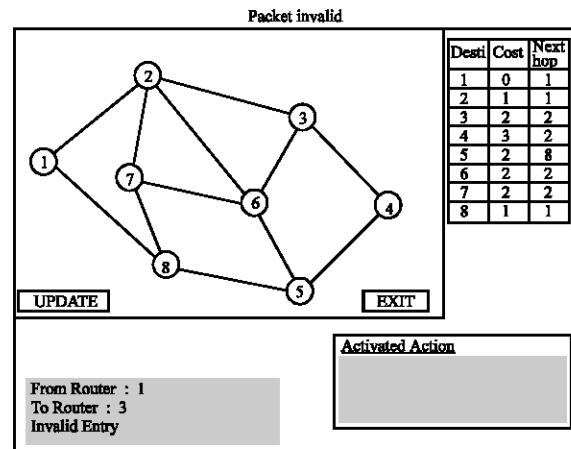 Packet invalid
Desti Cost Next hop
1 0 1
2 1 1
3 2 2
4 3 2
5 2 8
6 2 2
7 2 2
8 1 1
2
3
1
7
6
4
8
5
UPDATE
EXIT
Activated Action
From Router : 1
To Router : 3
Invalid Entry